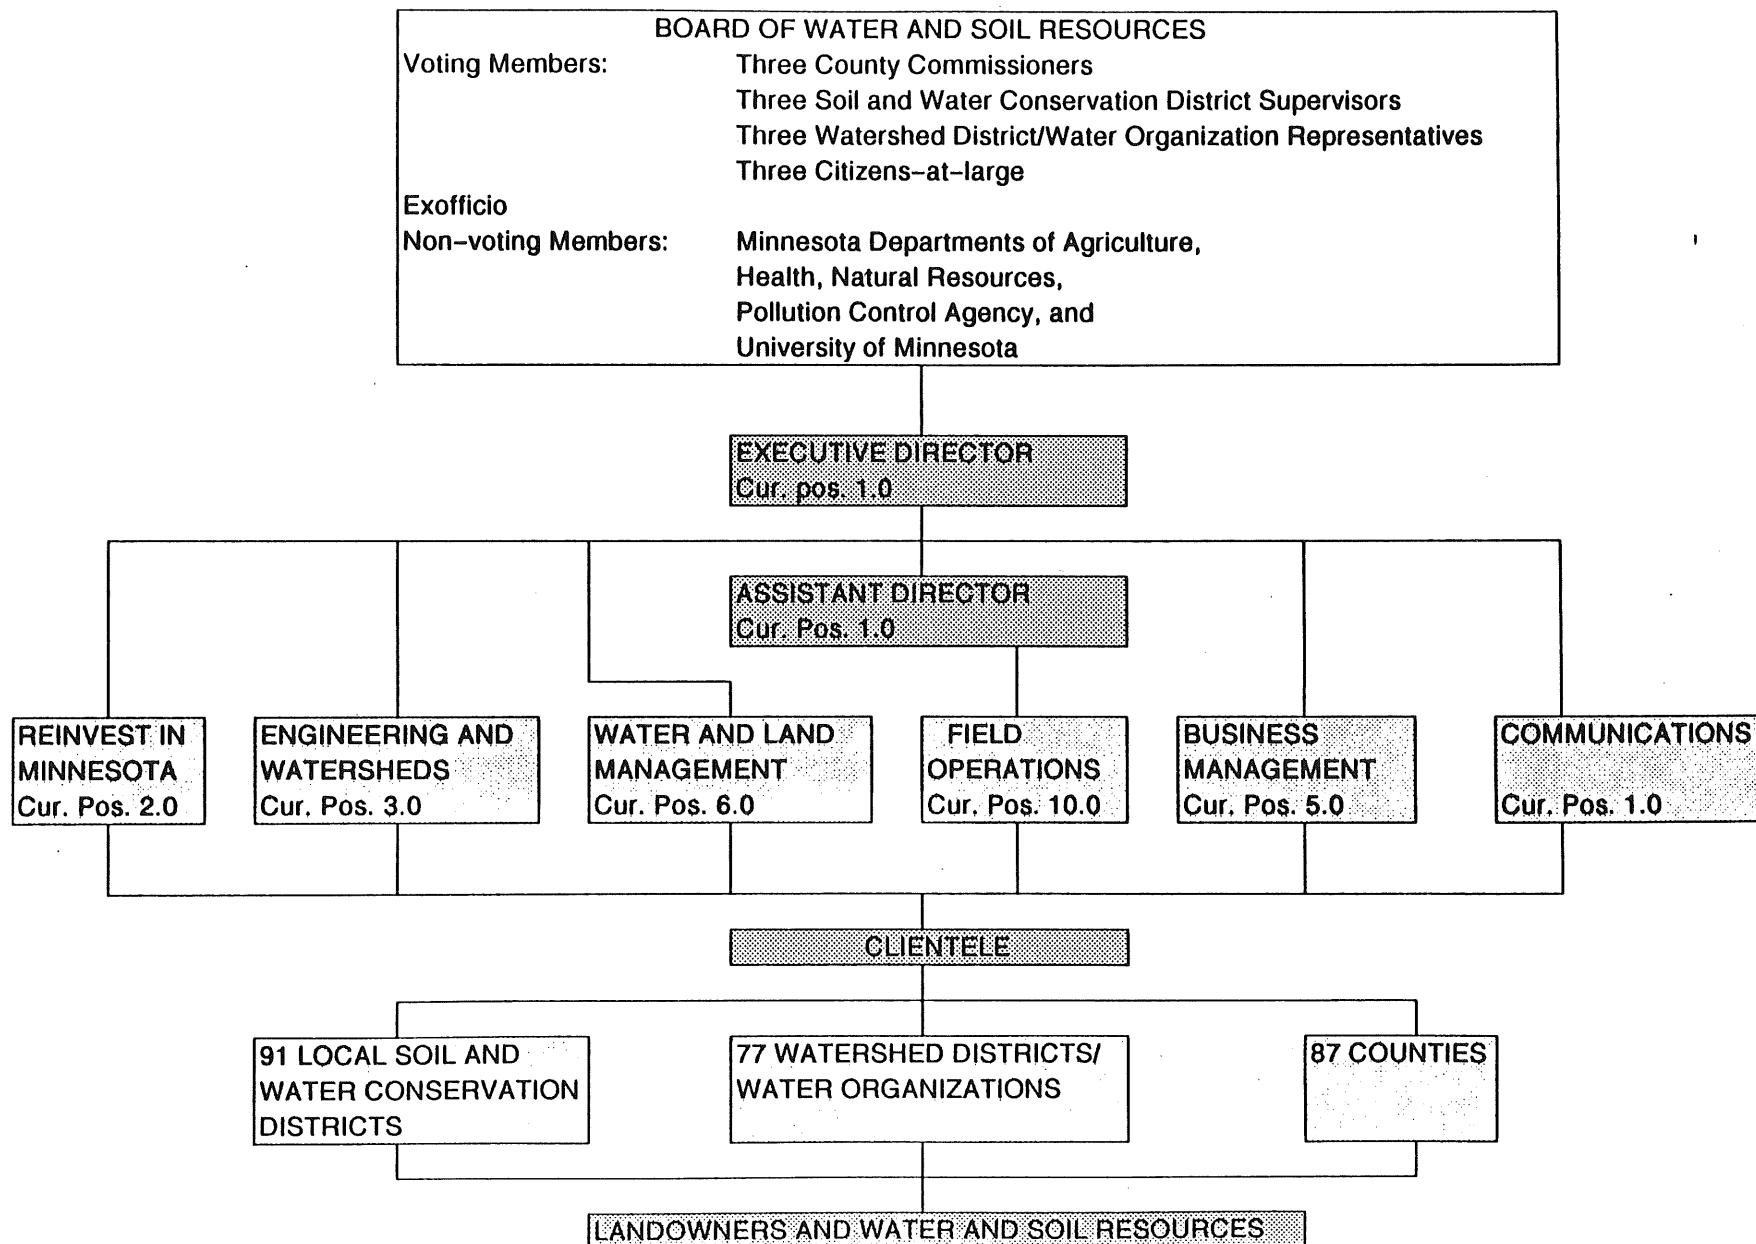 BOARD OF WATER AND SOIL RESOURCES
Voting Members: Three County Commissioners
Three Soil and Water Conservation District Supervisors
Three Watershed District/Water Organization Representatives
Three Citizens-at-large
Exofficio
Non-voting Members: Minnesota Departments of Agriculture,
Health, Natural Resources,
Pollution Control Agency, and
University of Minnesota
EXECUTIVE DIRECTOR
Cur. pos. 1.0
ASSISTANT DIRECTOR
Cur. Pos. 1.0
REINVEST IN
MINNESOTA
Cur. Pos. 2.0
ENGINEERING AND
WATERSHEDS
Cur. Pos. 3.0
WATER AND LAND
MANAGEMENT
Cur. Pos. 6.0
FIELD
OPERATIONS
Cur. Pos. 10.0
BUSINESS
MANAGEMENT
Cur. Pos. 5.0
COMMUNICATIONS
Cur. Pos. 1.0
CLIENTELE
91 LOCAL SOIL AND
WATER CONSERVATION
DISTRICTS
77 WATERSHED DISTRICTS/
WATER ORGANIZATIONS
87 COUNTIES
LANDOWNERS AND WATER AND SOIL RESOURCES